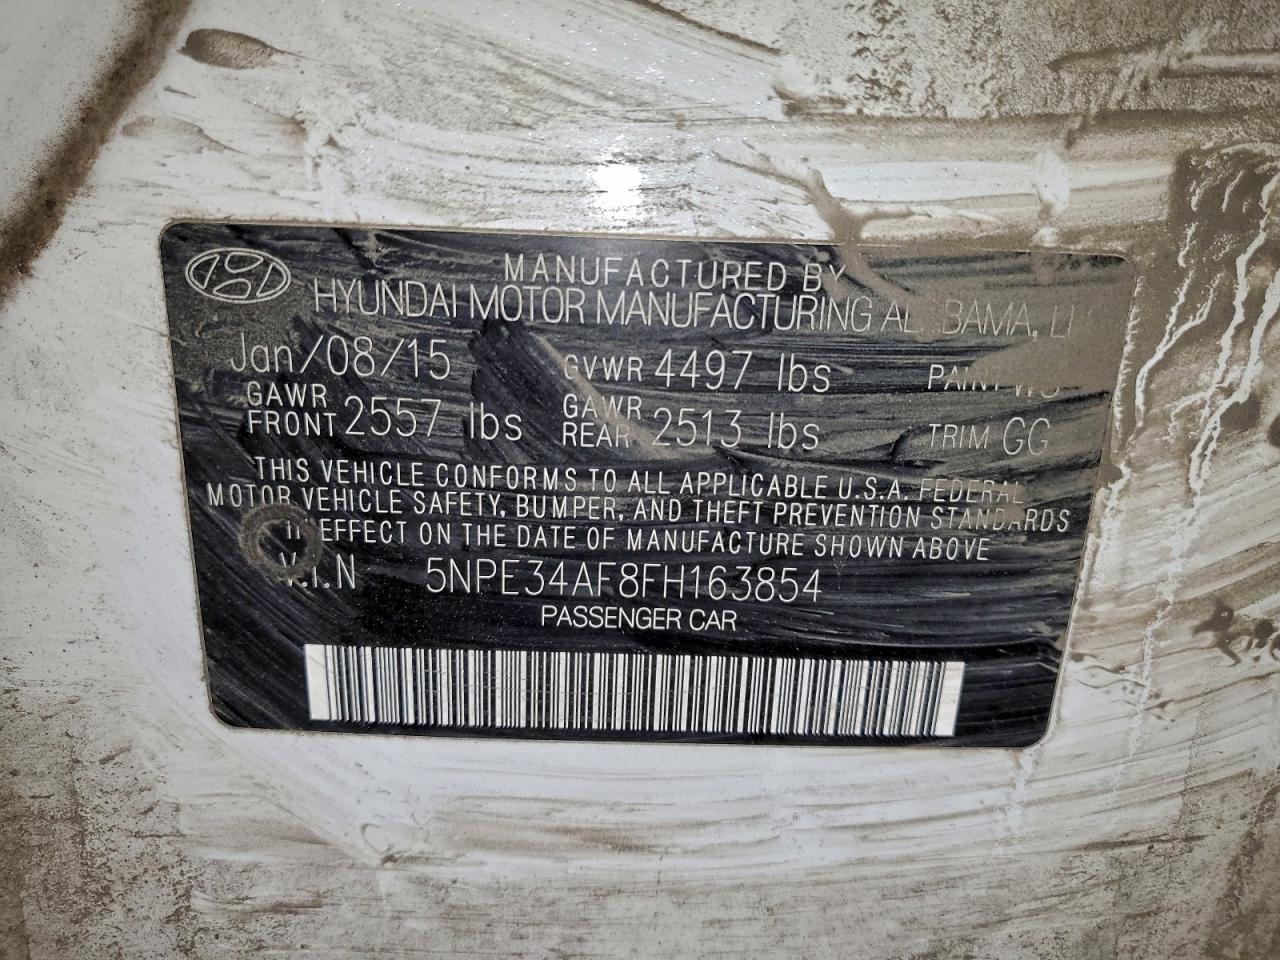 MANUFACTURED BY
HYUNDAI MOTOR MANUFACTURING
Jan/08/15 GVWR 4497 lbs PAINT
GAWR FRONT 2557 lbs GAWR REAR 2513 lbs TRIM GG
THIS VEHICLE CONFORMS TO ALL APPLICABLE U.S.A. FEDERAL
MOTOR VEHICLE SAFETY, BUMPER, AND THEFT PREVENTION STANDARDS
IN EFFECT ON THE DATE OF MANUFACTURE SHOWN ABOVE
V.I.N 5NPE34AF8FH163854
PASSENGER CAR